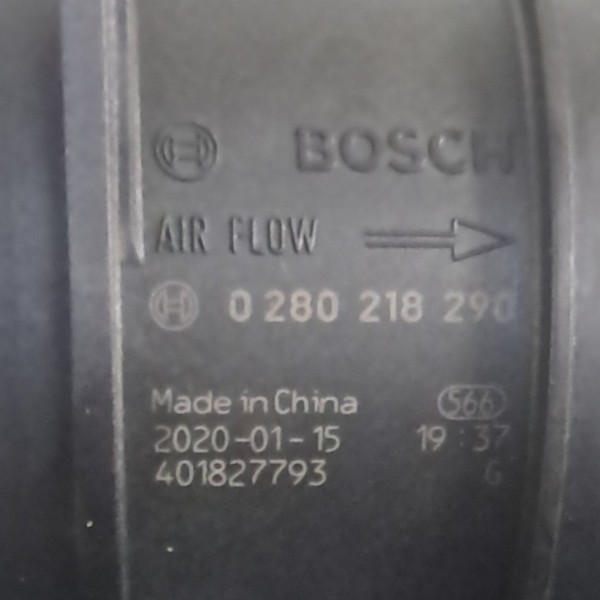 BOSCH
AIR FLOW
0 280 218 290
Made in China 566
2020-01-15 19:37
401827793 G